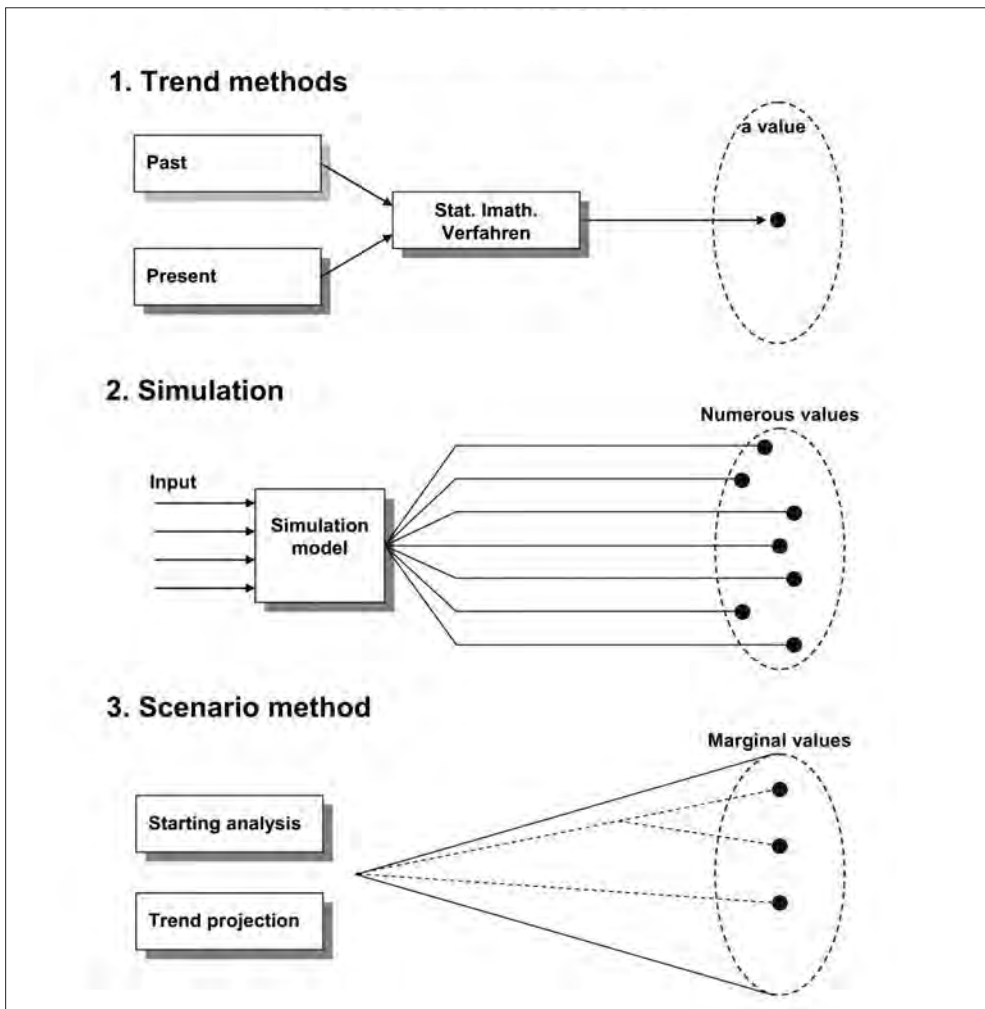 1. Trend methods
a value
Past
Stat. Imath.
Verfahren
Present
2. Simulation
Numerous values
Input
Simulation
model
3. Scenario method
Marginal values
Starting analysis
Trend projection